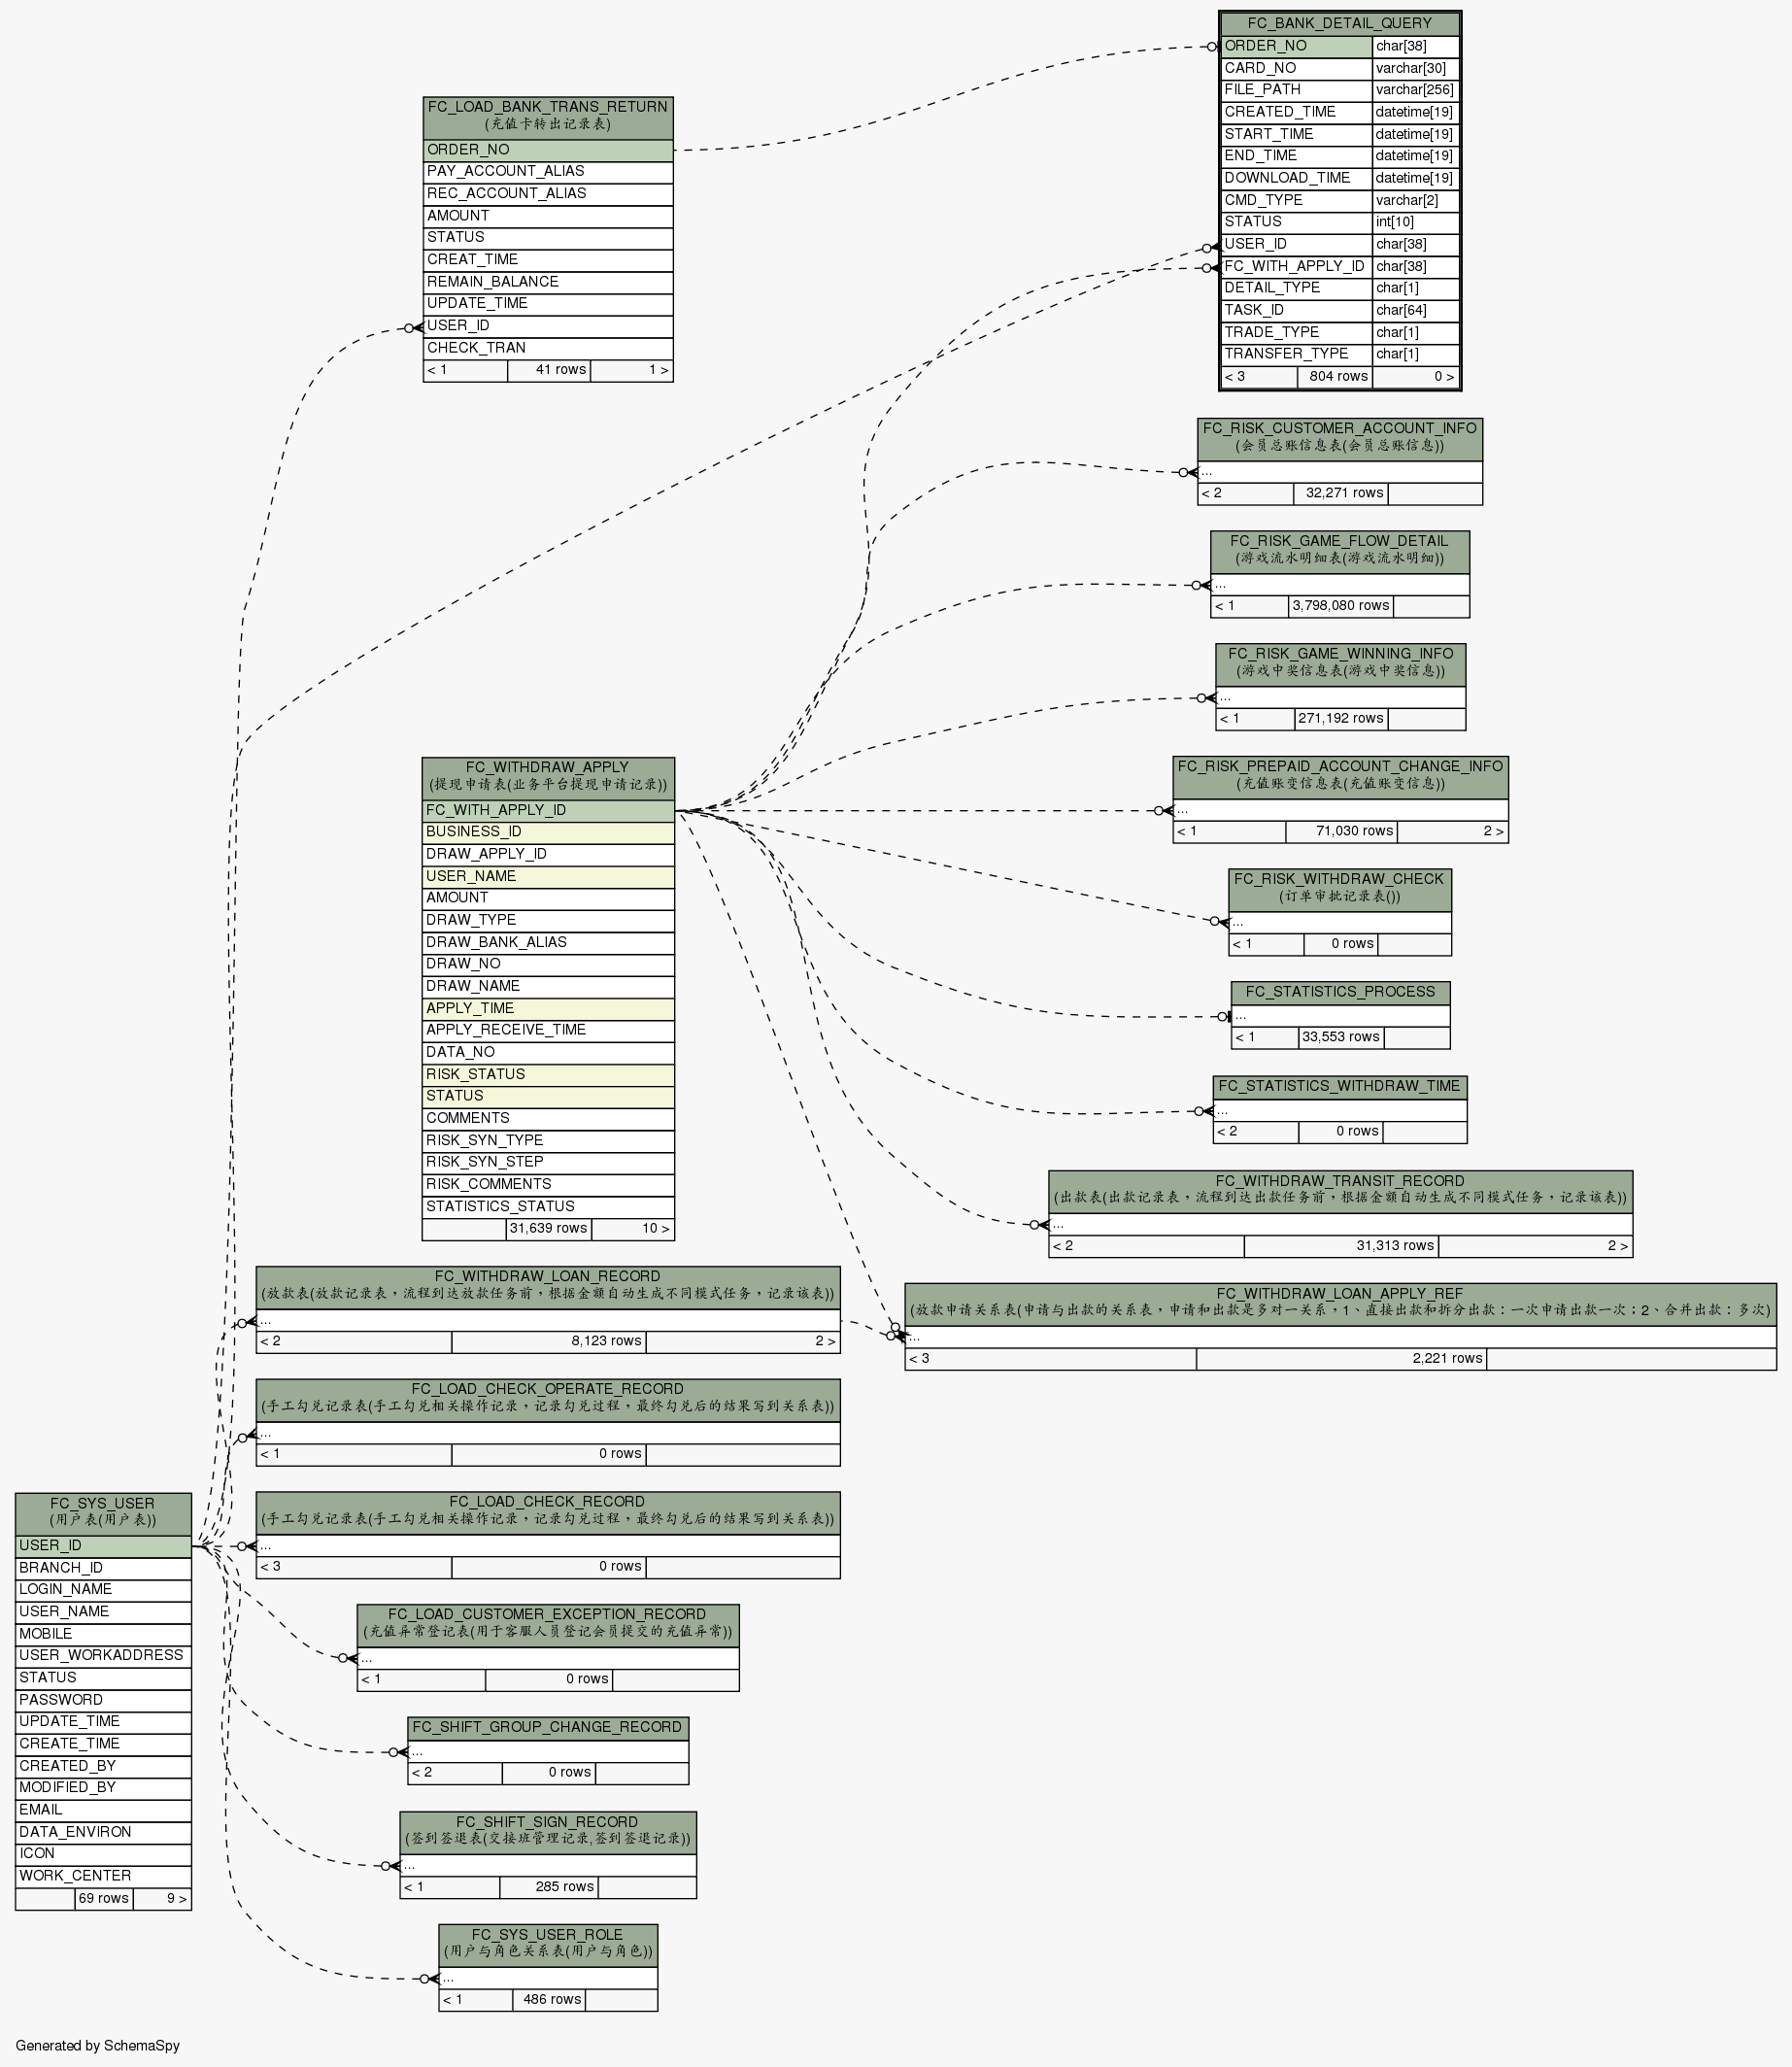 FC_BANK_DETAIL_QUERY
ORDER_NO char[38]
CARD_NO varchar[30]
FILE_PATH varchar[256]
CREATED_TIME datetime[19]
START_TIME datetime[19]
END_TIME datetime[19]
DOWNLOAD_TIME datetime[19]
CMD_TYPE varchar[2]
STATUS int[10]
USER_ID char[38]
FC_WITH_APPLY_ID char[38]
DETAIL_TYPE char[1]
TASK_ID char[64]
TRADE_TYPE char[1]
TRANSFER_TYPE char[1]
< 3 804 rows 0 >
FC_LOAD_BANK_TRANS_RETURN
(充值卡转出记录表)
ORDER_NO
PAY_ACCOUNT_ALIAS
REC_ACCOUNT_ALIAS
AMOUNT
STATUS
CREAT_TIME
REMAIN_BALANCE
UPDATE_TIME
USER_ID
CHECK_TRAN
< 1 41 rows 1 >
FC_RISK_CUSTOMER_ACCOUNT_INFO
(会员总账信息表(会员总账信息))
...
< 2 32,271 rows
FC_RISK_GAME_FLOW_DETAIL
(游戏流水明细表(游戏流水明细))
...
< 1 3,798,080 rows
FC_RISK_GAME_WINNING_INFO
(游戏中奖信息表(游戏中奖信息))
...
< 1 271,192 rows
FC_RISK_PREPAID_ACCOUNT_CHANGE_INFO
(充值账变信息表(充值账变信息))
...
< 1 71,030 rows 2 >
FC_RISK_WITHDRAW_CHECK
(订单审批记录表())
...
< 1 0 rows
FC_STATISTICS_PROCESS
...
< 1 33,553 rows
FC_STATISTICS_WITHDRAW_TIME
...
< 2 0 rows
FC_WITHDRAW_TRANSIT_RECORD
(出款表(出款记录表，流程到达出款任务前，根据金额自动生成不同模式任务，记录该表))
...
< 2 31,313 rows 2 >
FC_WITHDRAW_LOAN_APPLY_REF
(放款申请关系表(申请与出款的关系表，申请和出款是多对一关系，1、直接出款和拆分出款：一次申请出款一次；2、合并出款：多次)
...
< 3 2,221 rows
FC_WITHDRAW_APPLY
(提现申请表(业务平台提现申请记录))
FC_WITH_APPLY_ID
BUSINESS_ID
DRAW_APPLY_ID
USER_NAME
AMOUNT
DRAW_TYPE
DRAW_BANK_ALIAS
DRAW_NO
DRAW_NAME
APPLY_TIME
APPLY_RECEIVE_TIME
DATA_NO
RISK_STATUS
STATUS
COMMENTS
RISK_SYN_TYPE
RISK_SYN_STEP
RISK_COMMENTS
STATISTICS_STATUS
31,639 rows 10 >
FC_WITHDRAW_LOAN_RECORD
(放款表(放款记录表，流程到达放款任务前，根据金额自动生成不同模式任务，记录该表))
...
< 2 8,123 rows 2 >
FC_LOAD_CHECK_OPERATE_RECORD
(手工勾兑记录表(手工勾兑相关操作记录，记录勾兑过程，最终勾兑后的结果写到关系表))
...
< 1 0 rows
FC_LOAD_CHECK_RECORD
(手工勾兑记录表(手工勾兑相关操作记录，记录勾兑过程，最终勾兑后的结果写到关系表))
...
< 3 0 rows
FC_LOAD_CUSTOMER_EXCEPTION_RECORD
(充值异常登记表(用于客服人员登记会员提交的充值异常))
...
< 1 0 rows
FC_SHIFT_GROUP_CHANGE_RECORD
...
< 2 0 rows
FC_SHIFT_SIGN_RECORD
(签到签退表(交接班管理记录,签到签退记录))
...
< 1 285 rows
FC_SYS_USER_ROLE
(用户与角色关系表(用户与角色))
...
< 1 486 rows
FC_SYS_USER
(用户表(用户表))
USER_ID
BRANCH_ID
LOGIN_NAME
USER_NAME
MOBILE
USER_WORKADDRESS
STATUS
PASSWORD
UPDATE_TIME
CREATE_TIME
CREATED_BY
MODIFIED_BY
EMAIL
DATA_ENVIRON
ICON
WORK_CENTER
69 rows 9 >
Generated by SchemaSpy